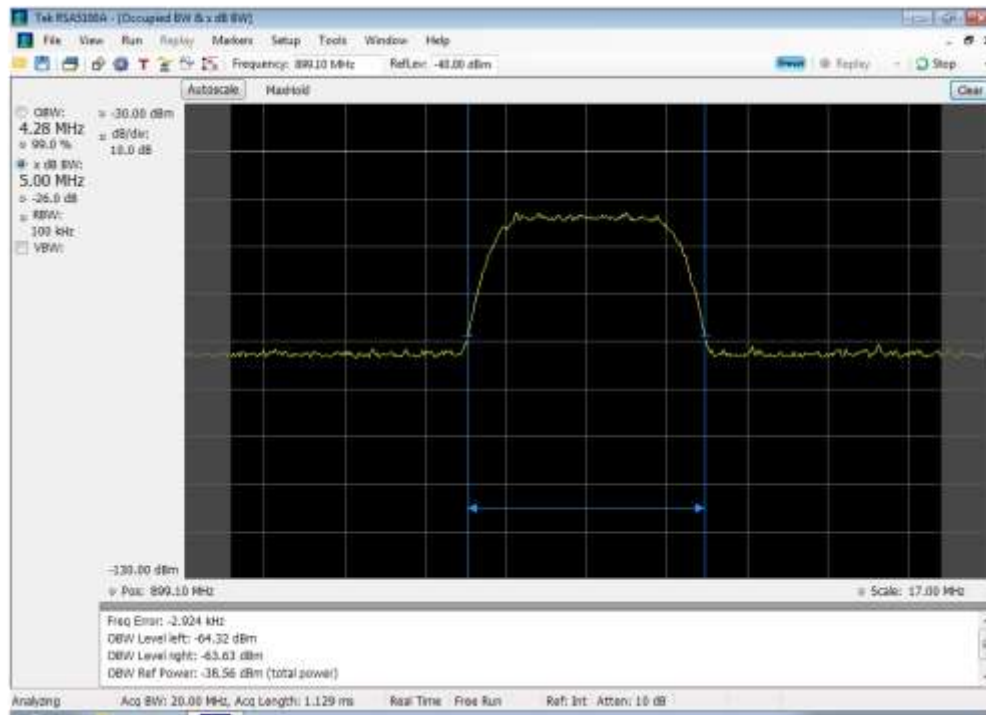 Tek RSA5100A - [Occupied BW & x dB BW]
File View Run Replay Markers Setup Tools Window Help
Frequency: 899.10 MHz RefLev: -40.00 dBm Preset Replay Stop
Autoscale MaxHold Clear
OBW: -30.00 dBm
4.28 MHz dB/div:
99.0 % 10.0 dB
x dB BW:
5.00 MHz
-26.0 dB
RBW:
100 kHz
VBW:
-130.00 dBm
Pos: 899.10 MHz Scale: 17.00 MHz
Freq Error: -2.924 kHz
OBW Level left: -64.32 dBm
OBW Level right: -63.63 dBm
OBW Ref Power: -38.56 dBm (total power)
Analyzing Acq BW: 20.00 MHz, Acq Length: 1.129 ms Real Time Free Run Ref: Int Atten: 10 dB